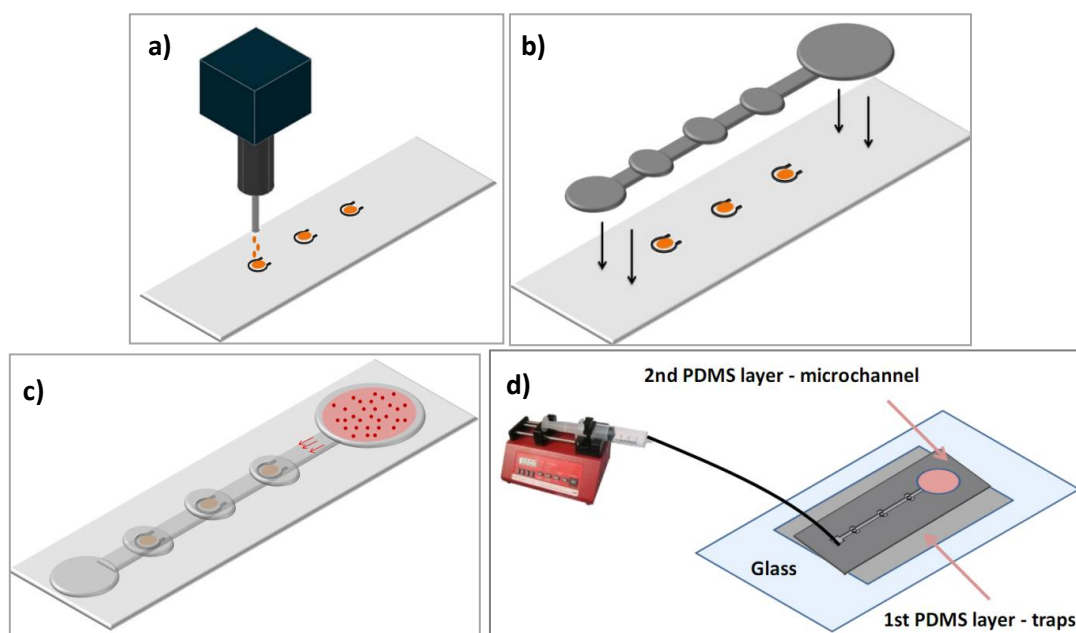 a)
b)
c)
d)
2nd PDMS layer - microchannel
Glass
1st PDMS layer - traps